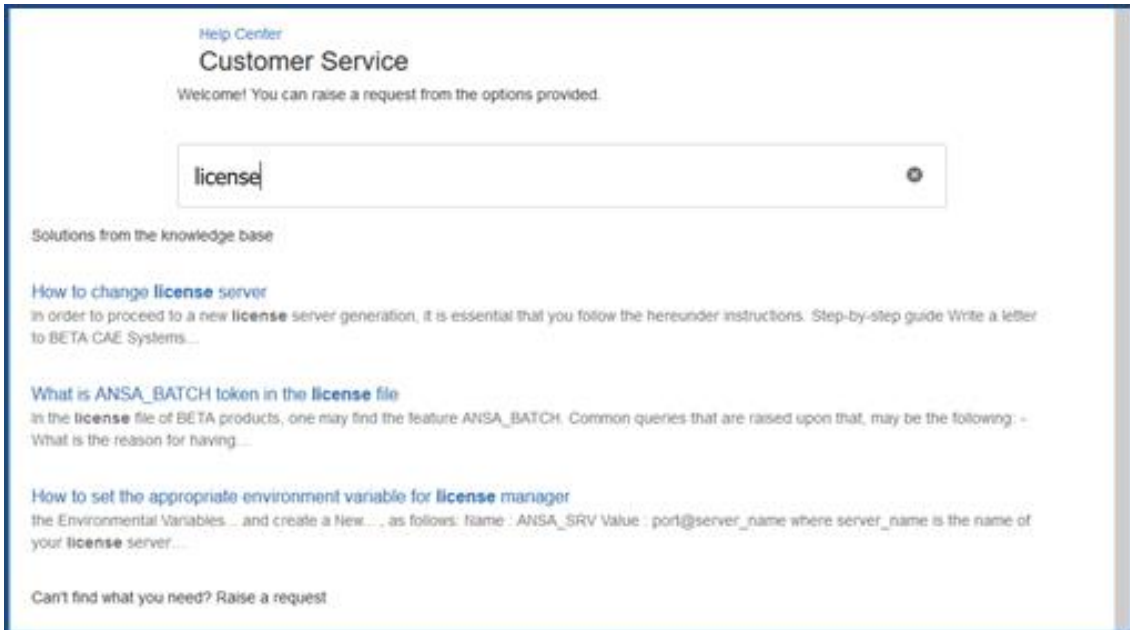 Help Center
Customer Service
Welcome! You can raise a request from the options provided.
license
Solutions from the knowledge base
How to change license server
In order to proceed to a new license server generation, it is essential that you follow the hereunder instructions. Step-by-step guide Write a letter
to BETA CAE Systems...
What is ANSA_BATCH token in the license file
In the license file of BETA products, one may find the feature ANSA_BATCH. Common queries that are raised upon that, may be the following: -
What is the reason for having...
How to set the appropriate environment variable for license manager
the Environmental Variables... and create a New... , as follows: Name : ANSA_SRV Value : port@server_name where server_name is the name of
your license server...
Can't find what you need? Raise a request